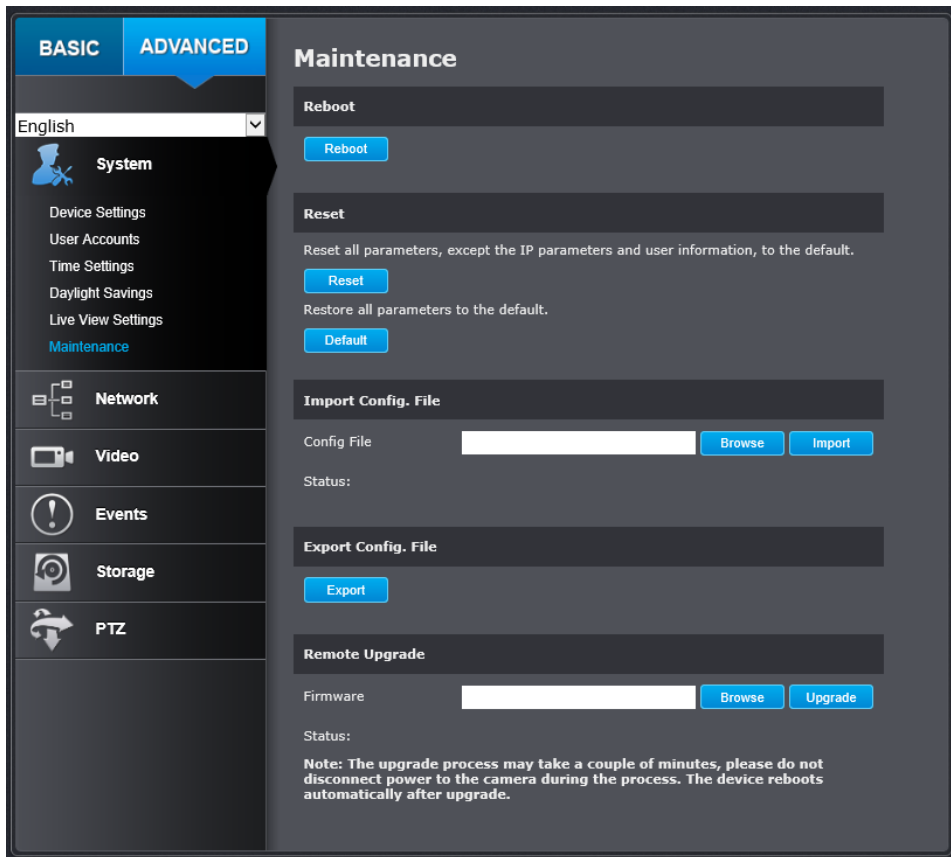 BASIC
ADVANCED
English
System
Device Settings
User Accounts
Time Settings
Daylight Savings
Live View Settings
Maintenance
Network
Video
Events
Storage
PTZ
Maintenance
Reboot
Reboot
Reset
Reset all parameters, except the IP parameters and user information, to the default.
Reset
Restore all parameters to the default.
Default
Import Config. File
Config File
Browse
Import
Status:
Export Config. File
Export
Remote Upgrade
Firmware
Browse
Upgrade
Status:
Note: The upgrade process may take a couple of minutes, please do not
disconnect power to the camera during the process. The device reboots
automatically after upgrade.